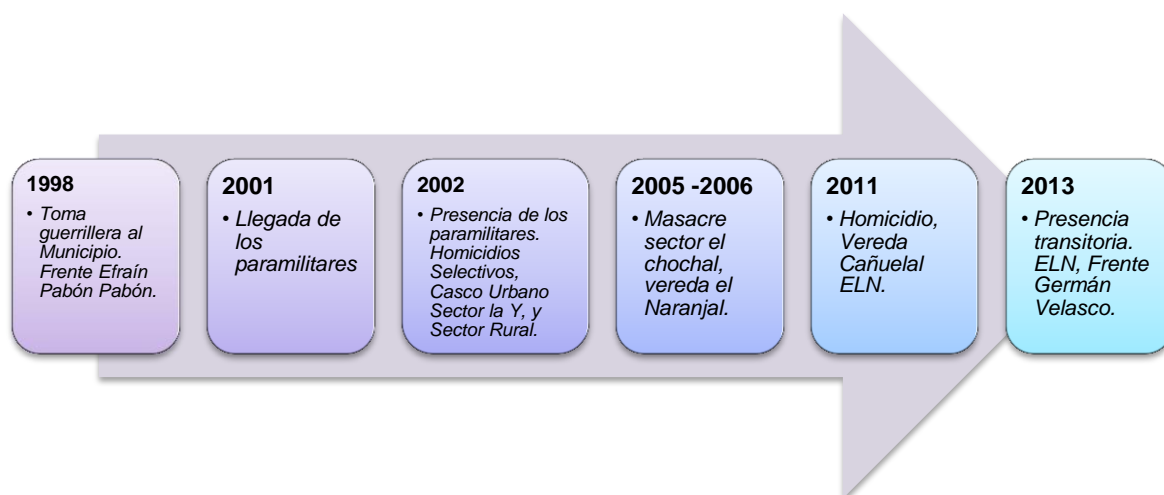 1998
• Toma
guerrillera al
Municipio.
Frente Efraín
Pabón Pabón.
2001
• Llegada de
los
paramilitares
2002
• Presencia de los
paramilitares.
Homicidios
Selectivos,
Casco Urbano
Sector la Y, y
Sector Rural.
2005 -2006
• Masacre
sector el
chochal,
vereda el
Naranjal.
2011
• Homicidio,
Vereda
Cañuelal
ELN.
2013
• Presencia
transitoria.
ELN, Frente
Germán
Velasco.